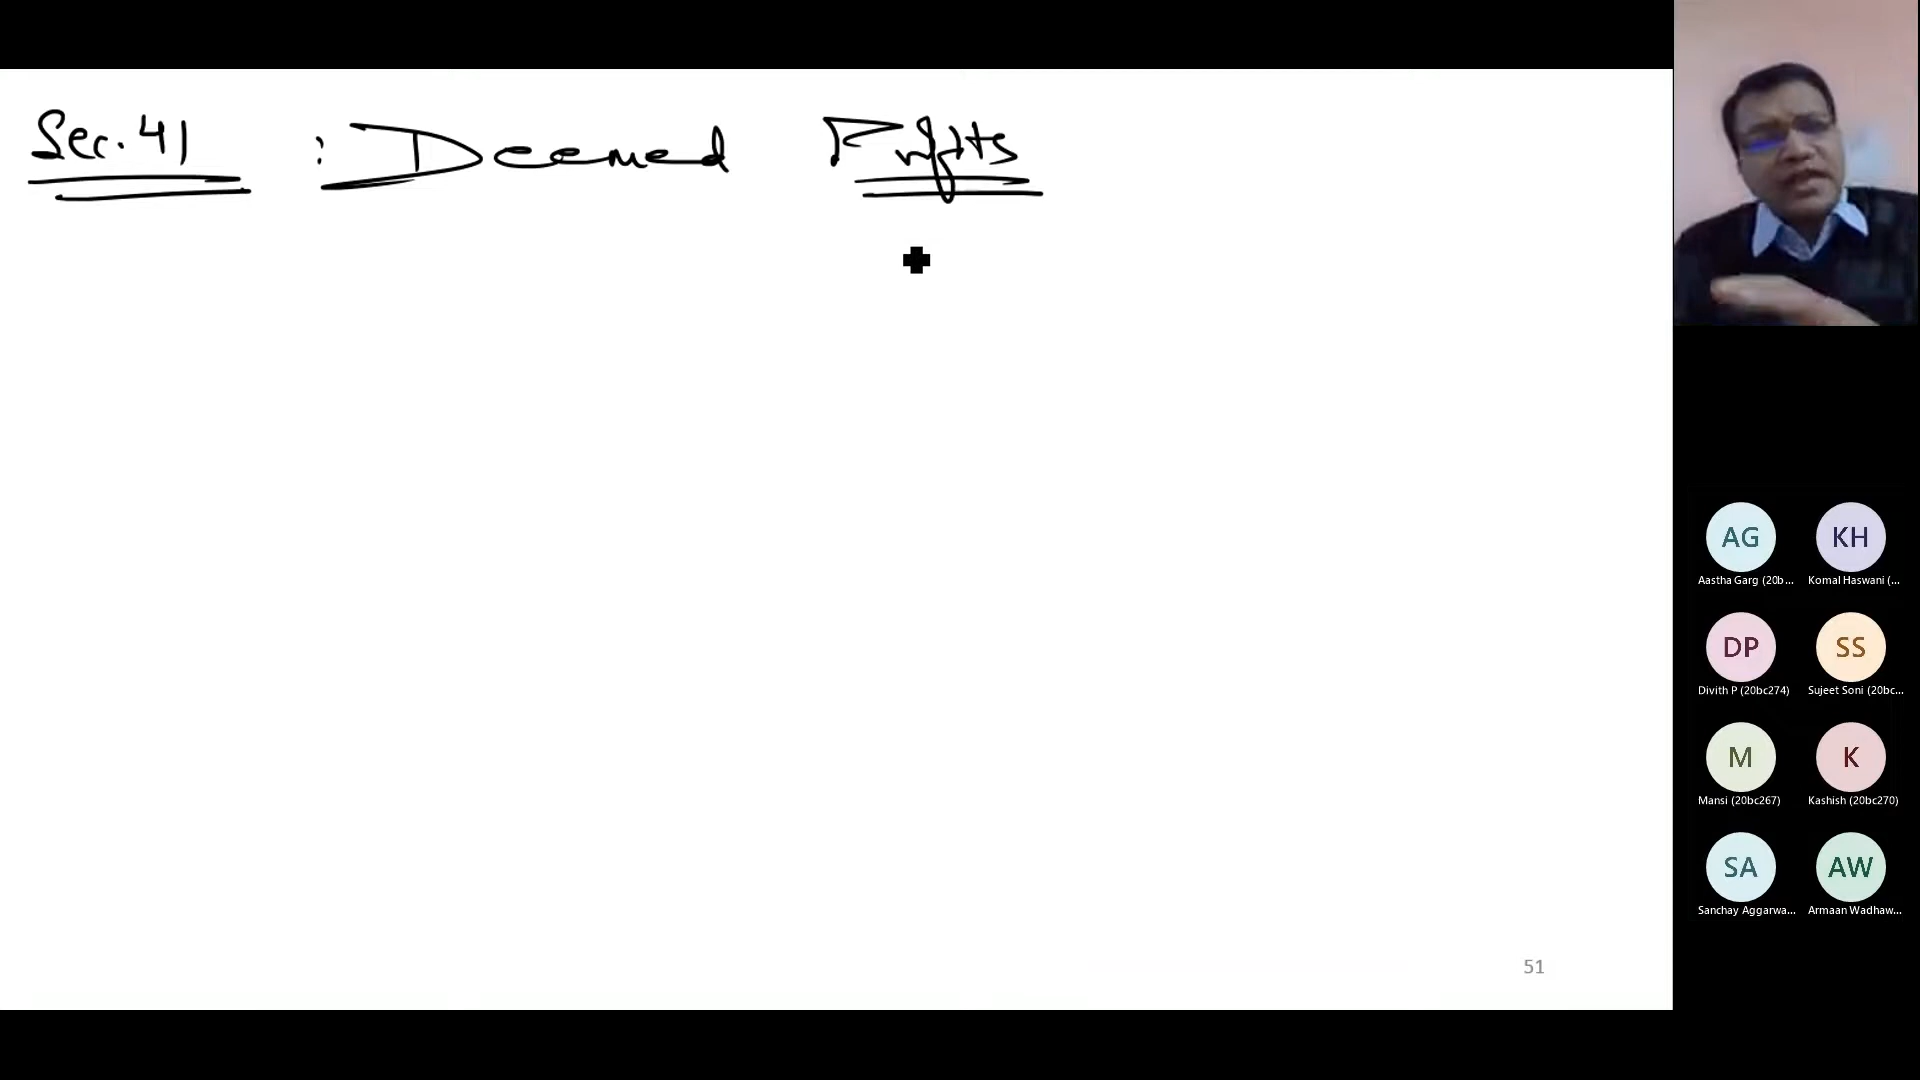 Sec. 41 : Deemed Profits
51
AG
KH
Aastha Garg (20b...
Komal Haswani (...
DP
SS
Divith P (20bc274)
Sujeet Soni (20bc...
M
K
Mansi (20bc267)
Kashish (20bc270)
SA
AW
Sanchay Aggarwa...
Armaan Wadhaw...